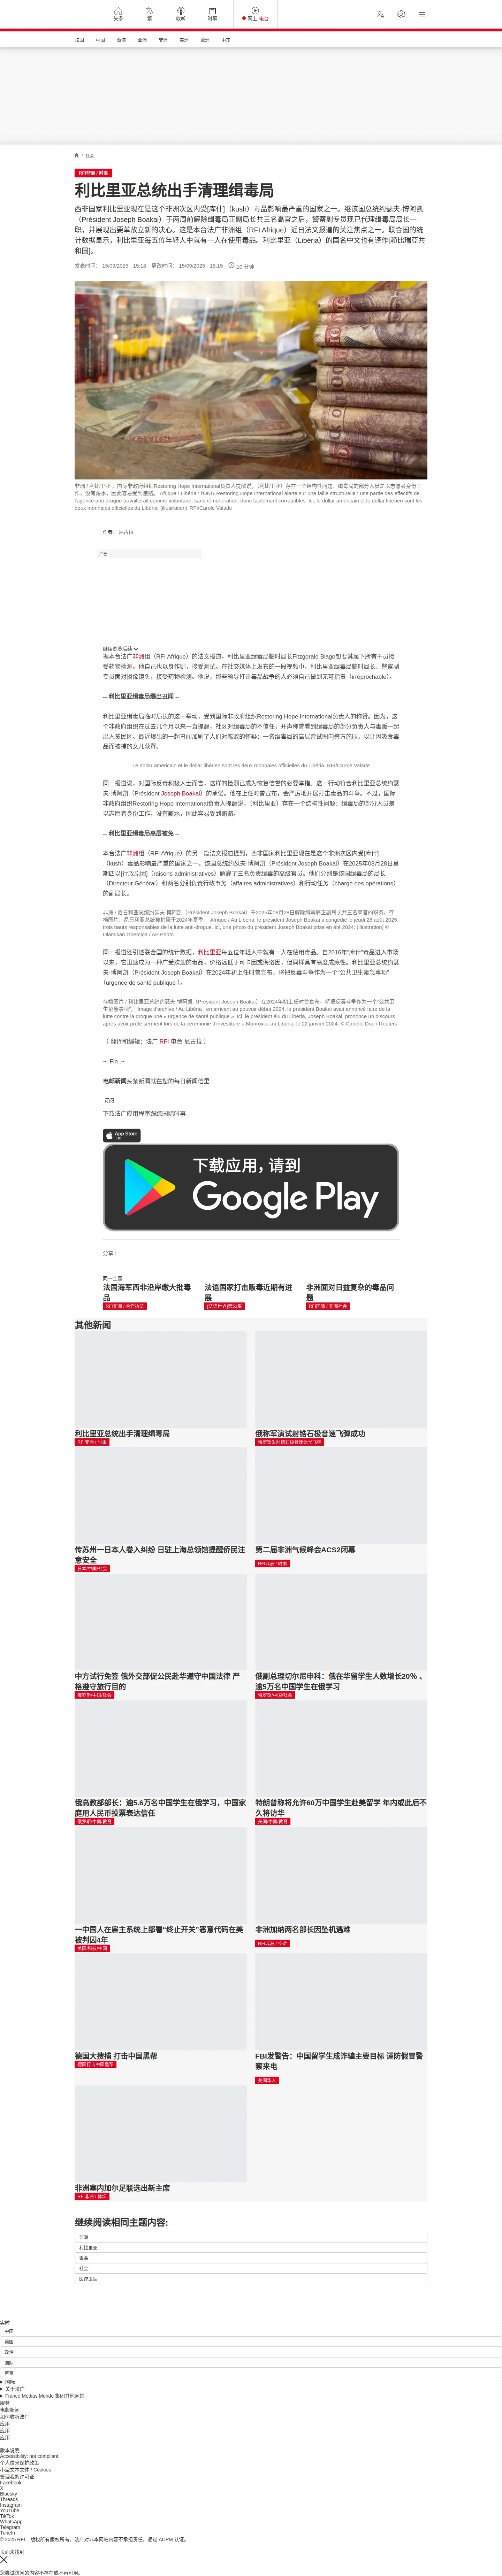 头条
繁
收听
时事
网上 电台
法国
中国
台海
亚洲
非洲
美洲
欧洲
中东
/ 社会
RFI非洲 / 时事
利比里亚总统出手清理缉毒局
西非国家利比里亚现在是这个非洲次区内受[库什]（kush）毒品影响最严重的国家之一。继该国总统约瑟夫·博阿凯
（Président Joseph Boakai）于两周前解除缉毒局正副局长共三名高官之后，警察副专员现已代理缉毒局局长一
职，并展现出要革故立新的决心。这是本台法广非洲组（RFI Afrique）近日法文报道的关注焦点之一。联合国的统
计数据显示，利比里亚每五位年轻人中就有一人在使用毒品。利比里亚（Libéria）的国名中文也有译作[賴比瑞亞共
和国]。
发表时间： 15/09/2025 - 15:18 更改时间： 15/09/2025 - 18:15 10 分钟
非洲 / 利比里亚 ：国际非政府组织Restoring Hope International负责人提醒说，（利比里亚）存在一个结构性问题：缉毒局的部分人员是以志愿者身份工
作，没有薪水，因此容易受到贿赂。 Afrique / Libéria : l'ONG Restoring Hope International alerte sur une faille structurelle : une partie des effectifs de
l'agence anti-drogue travaillerait comme volontaire, sans rémunération, donc facilement corruptibles. Ici, le dollar américain et le dollar libérien sont les
deux monnaies officuelles du Libéria. (Illustration) RFI/Carole Valade
作者： 尼古拉
广告
继续浏览后续
据本台法广非洲组（RFI Afrique）的法文报道，利比里亚缉毒局临时局长Fitzgerald Biago想要其属下所有干员接
受药物检测。他自己也以身作则，接受测试。在社交媒体上发布的一段视频中，利比里亚缉毒局临时局长、警察副
专员面对摄像镜头，接受药物检测。他说，那些领导打击毒品战争的人必须自己做到无可指责（irréprochable）。
-- 利比里亚缉毒局爆出丑闻 --
利比里亚缉毒局临时局长的这一举动，受到国际非政府组织Restoring Hope International负责人的称赞。因为，这
个非政府组织在过去几个月以来一直提醒，社区对缉毒局的不信任，并声称曾看到缉毒局的部分负责人与毒贩一起
出入贫民区。最近爆出的一起丑闻加剧了人们对腐败的怀疑：一名缉毒局的高层曾试图向警方施压，以让因吸食毒
品而被捕的女儿获释。
Le dollar américain et le dollar libérien sont les deux monnaies officielles du Libéria. RFI/Carole Valade
同一报道说，对国际反毒积极人士而言，这样的检测已成为恢复信誉的必要举措。这一行动符合利比里亚总统约瑟
夫·博阿凯（Président Joseph Boakai）的承诺。他在上任时曾宣布，会严厉地开展打击毒品的斗争。不过，国际
非政府组织Restoring Hope International负责人提醒说，（利比里亚）存在一个结构性问题：缉毒局的部分人员是
以志愿者身份工作，没有薪水，因此容易受到贿赂。
-- 利比里亚缉毒局高层被免 --
本台法广非洲组（RFI Afrique）的另一篇法文报道提到，西非国家利比里亚现在是这个非洲次区内受[库什]
（kush）毒品影响最严重的国家之一。该国总统约瑟夫·博阿凯（Président Joseph Boakai）在2025年08月28日星
期四以[行政原因]（raisons administratives）解雇了三名负责缉毒的高级官员。他们分别是该国缉毒局的局长
（Directeur Général）和两名分别负责行政事务（affaires administratives）和行动任务（charge des opérations）
的副局长。
非洲 / 尼日利亚总统约瑟夫·博阿凯（Président Joseph Boakai）于2025年08月28日解除缉毒局正副局长共三名高官的职务。存
档图片：尼日利亚总统被拍摄于2024年夏季。 Afrique / Au Libéria, le président Joseph Boakai a congédié le jeudi 28 août 2025
trois hauts responsables de la lutte anti-drogue. Ici, une photo du président Joseph Boakai prise en été 2024. (Illustration) ©
Olamikan Gbemiga / AP Photo
同一报道还引述联合国的统计数据，利比里亚每五位年轻人中就有一人在使用毒品。自2016年“库什”毒品进入市场
以来，它迅速成为一种广受欢迎的毒品，价格远低于可卡因或海洛因，但同样具有高度成瘾性。利比里亚总统约瑟
夫·博阿凯（Président Joseph Boakai）在2024年初上任时曾宣布，将把反毒斗争作为一个“公共卫生紧急事项”
（urgence de santé publique ）。
存档图片 / 利比里亚总统约瑟夫·博阿凯（Président Joseph Boakai）在2024年初上任时曾宣布，将把反毒斗争作为一个“公共卫
生紧急事项”。 Image d'archive / Au Libéria : en arrivant au pouvoir début 2024, le président Boakai avait annoncé faire de la
lutte contre la drogue une « urgence de santé publique ». Ici, le président élu du Libéria, Joseph Boakai, prononce un discours
après avoir prêté serment lors de la cérémonie d'investiture à Monrovia, au Libéria, le 22 janvier 2024. © Carielle Doe / Reuters
（ 翻译和编辑：法广 RFI 电台 尼古拉 ）
–. Fin .–
电邮新闻头条新闻就在您的每日新闻信里
订阅
下载法广应用程序跟踪国际时事
App Store
下载
下载应用，请到
Google Play
分享 :
同一主题
法国海军西非沿岸缴大批毒
品
RFI非洲 / 合作执法
法语国家打击贩毒近期有进
展
[法语世界]第51集
非洲面对日益复杂的毒品问
题
RFI国际 / 非洲社会
其他新闻
利比里亚总统出手清理缉毒局
RFI非洲 / 时事
俄称军演试射锆石极音速飞弹成功
俄罗斯发射锆石极音速巡弋飞弹
传苏州一日本人卷入纠纷 日驻上海总领馆提醒侨民注
意安全
日本/中国/社会
第二届非洲气候峰会ACS2闭幕
RFI非洲 / 时事
中方试行免签 俄外交部促公民赴华遵守中国法律 严
格遵守旅行目的
俄罗斯/中国/社会
俄副总理切尔尼申科：俄在华留学生人数增长20% 、
逾5万名中国学生在俄学习
俄罗斯/中国/社会
俄高教部部长：逾5.6万名中国学生在俄学习，中国家
庭用人民币投票表达信任
俄罗斯/中国/教育
特朗普称将允许60万中国学生赴美留学 年内或此后不
久将访华
美国/中国/教育
一中国人在雇主系统上部署“终止开关”恶意代码在美
被判囚4年
美国/科技/中国
非洲加纳两名部长因坠机遇难
RFI非洲 / 空难
德国大搜捕 打击中国黑帮
德国打击中国黑帮
FBI发警告：中国留学生成诈骗主要目标 谨防假冒警
察来电
美国华人
非洲塞内加尔足联选出新主席
RFI非洲 / 体坛
继续阅读相同主题内容:
非洲
利比里亚
毒品
社会
医疗卫生
实时
中国
美国
政治
国际
普京
国际
关于法广
France Médias Monde 集团其他网站
服务
电邮新闻
如何收听法广
应用
应用
应用
版本说明
Accessibility: not compliant
个人信息保护政策
小型文本文件 / Cookies
管理我的许可证
Facebook
X
Bluesky
Threads
Instagram
YouTube
TikTok
WhatsApp
Telegram
TuneIn
© 2025 RFI – 版权所有版权所有。法广对非本网站内容不承担责任。通过 ACPM 认证。
页面未找到
您尝试访问的内容不存在或不再可用。